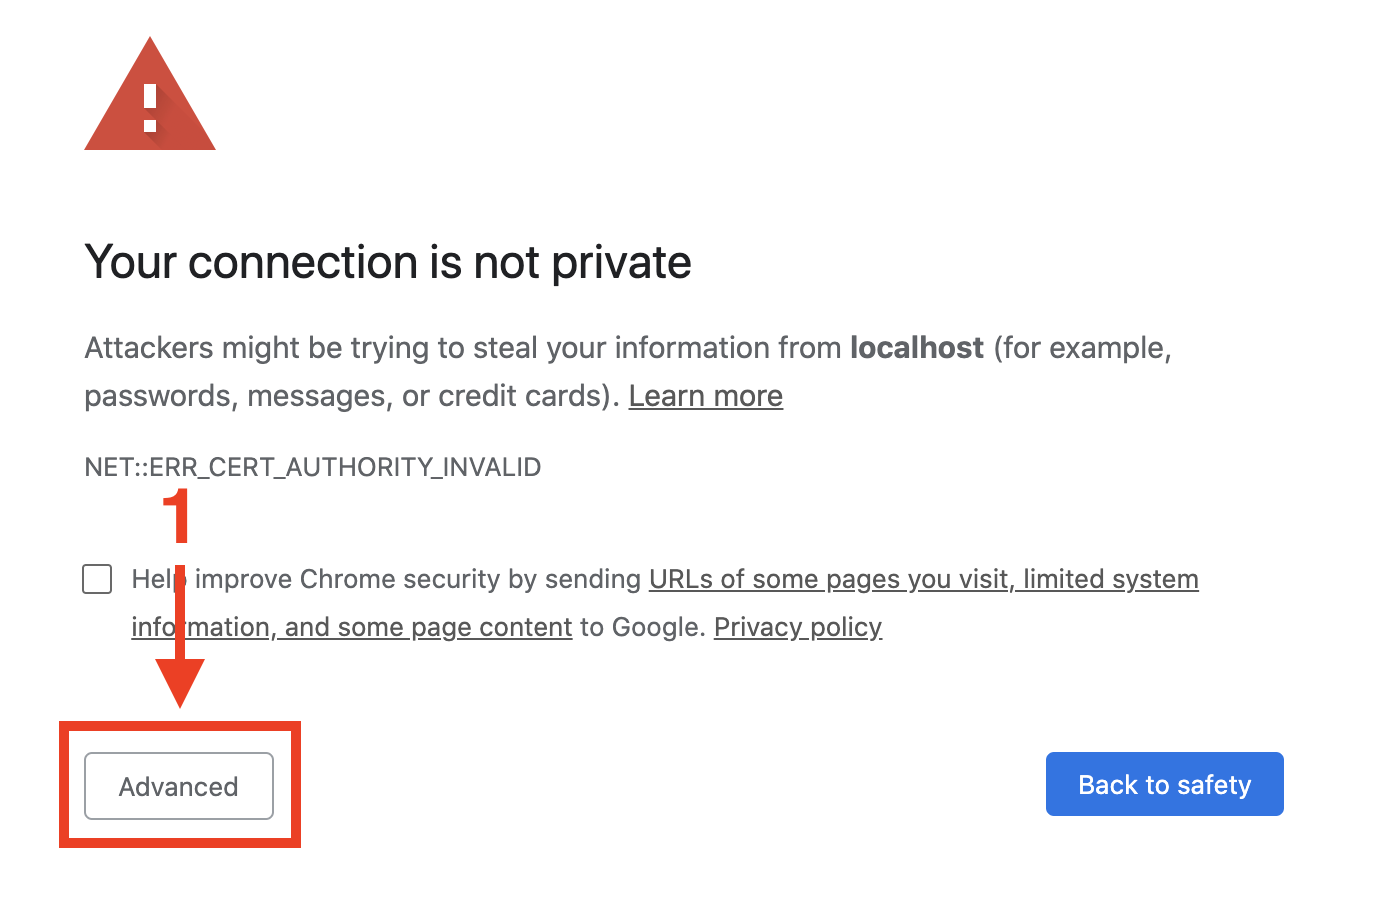 Your connection is not private
Attackers might be trying to steal your information from localhost (for example,
passwords, messages, or credit cards). Learn more
NET::ERR_CERT_AUTHORITY_INVALID
1
Help improve Chrome security by sending URLs of some pages you visit, limited system
information, and some page content to Google. Privacy policy
Advanced
Back to safety